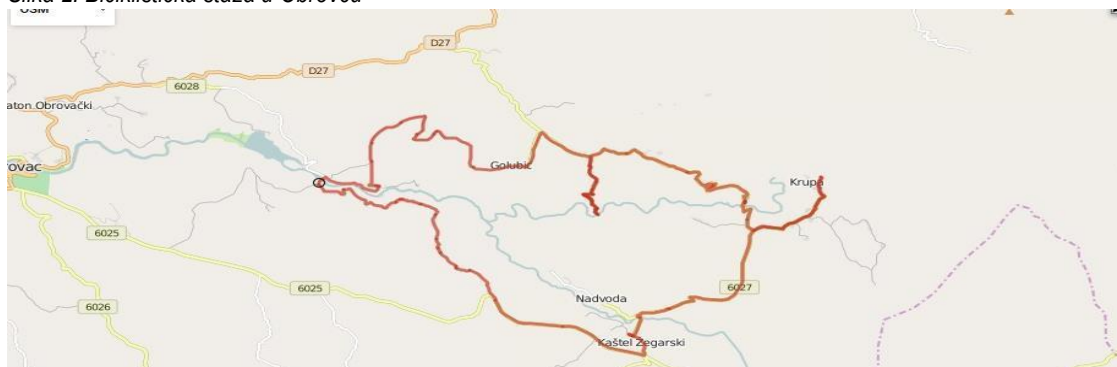 Slika 2. Biciklistička staza u Obrovcu
OSM
D27
D27
6028
aton Obrovački
rovac
Golubić
Krupa
6025
6025
6026
Nadvoda
6027
Kaštel Žegarski